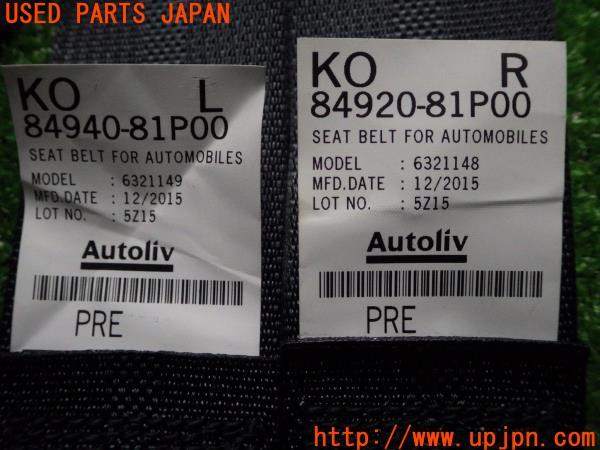 USED PARTS JAPAN
KO L
84940-81P00
SEAT BELT FOR AUTOMOBILES
MODEL : 6321149
MFD.DATE : 12/2015
LOT NO. : 5Z15
Autoliv
PRE
KO R
84920-81P00
SEAT BELT FOR AUTOMOBILES
MODEL : 6321148
MFD.DATE : 12/2015
LOT NO. : 5Z15
Autoliv
PRE
www.upjpn.com